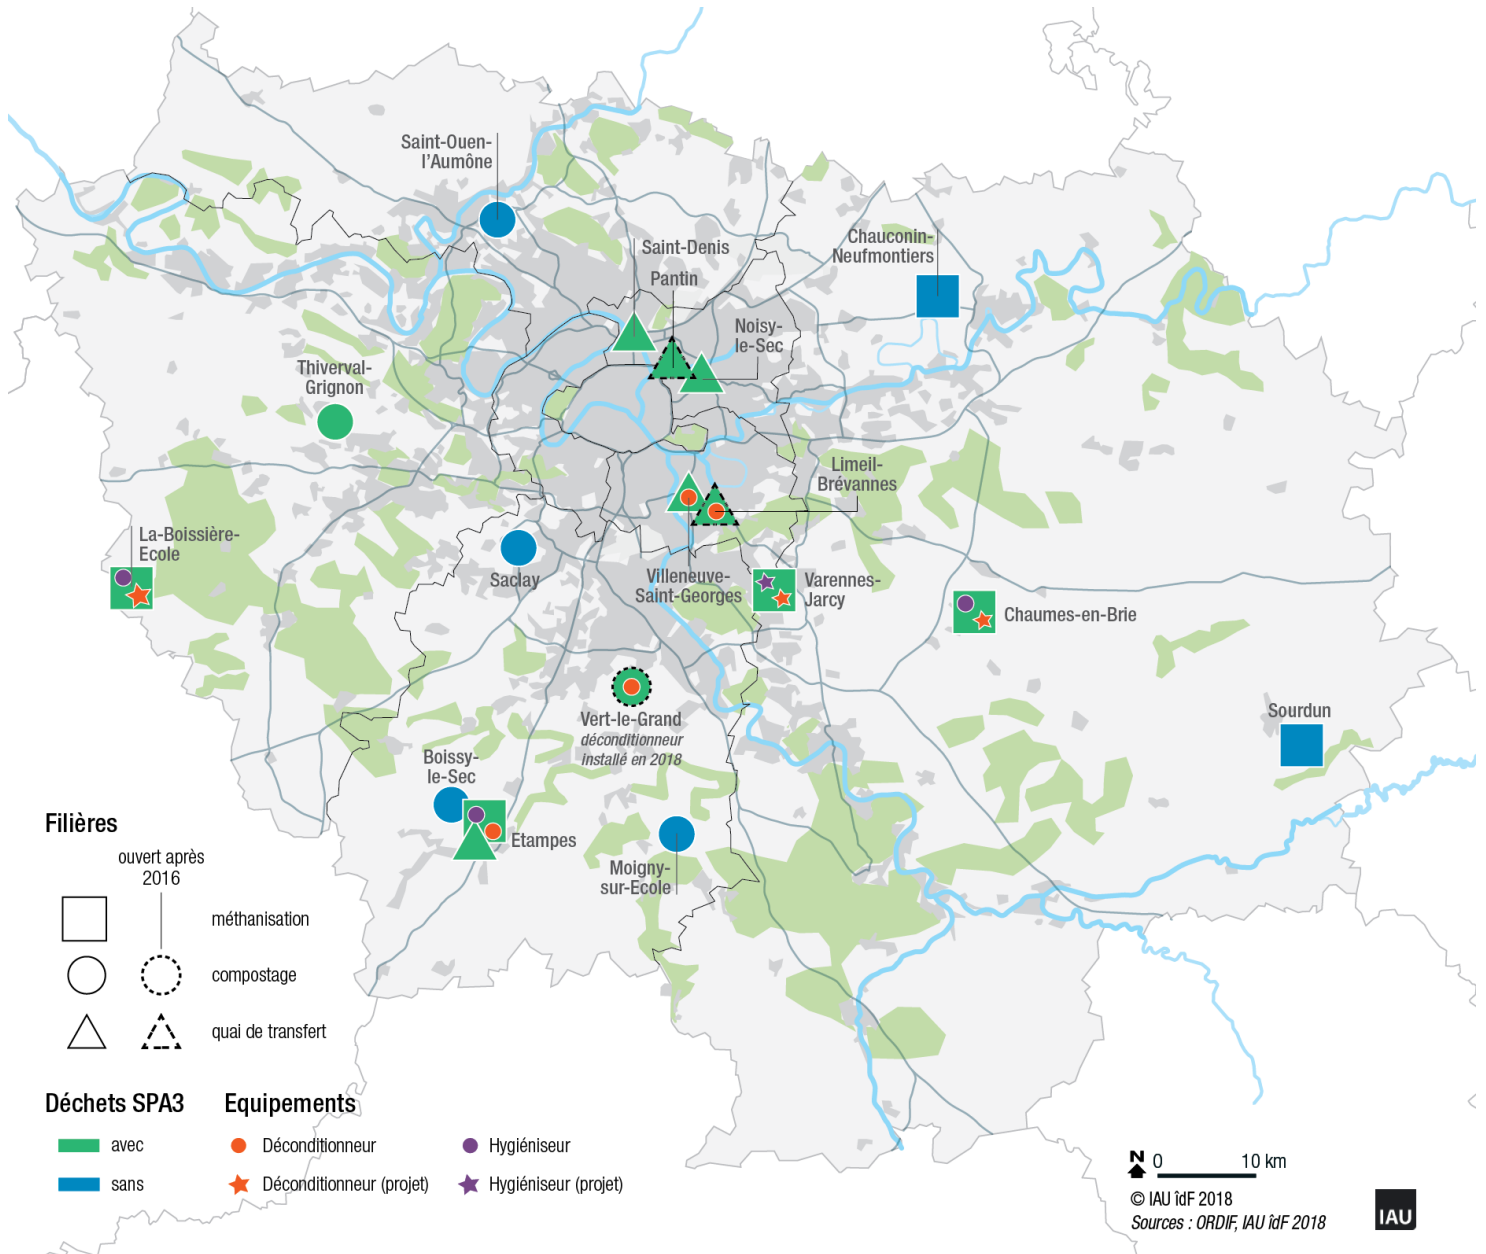 Saint-Ouen-
l'Aumône
Saint-Denis
Pantin
Chauconin-
Neufmontiers
Noisy-
le-Sec
Thiverval-
Grignon
Limeil-
Brévannes
La-Boissière-
Ecole
Saclay
Villeneuve-
Saint-Georges
Varennes-
Jarcy
Chaumes-en-Brie
Vert-le-Grand
déconditionneur
installé en 2018
Sourdun
Boissy-
le-Sec
Etampes
Moigny-
sur-Ecole
Filières
ouvert après
2016
méthanisation
compostage
quai de transfert
Déchets SPA3
avec
sans
Equipements
Déconditionneur
Déconditionneur (projet)
Hygiéniseur
Hygiéniseur (projet)
N 0 10 km
© IAU îdF 2018
Sources : ORDIF, IAU îdF 2018
IAU